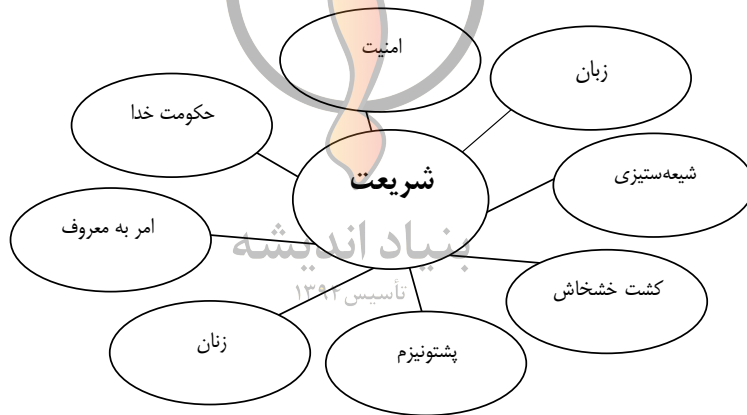 امنیت
زبان
حکومت خدا
شریعت
شیعه‌ستیزی
امر به معروف
بنیاد اندیشه
تأسیس ۱۳۹۴
کشت خشخاش
زنان
پشتونیزم